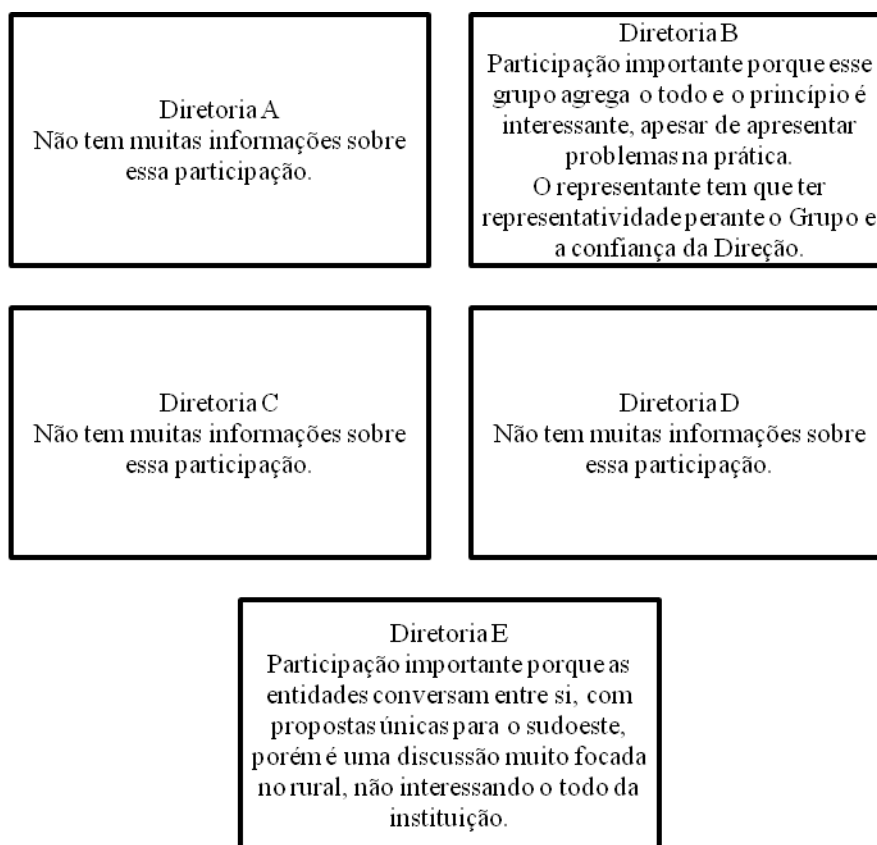 Diretoria A
Não tem muitas informações sobre
essa participação.
Diretoria B
Participação importante porque esse
grupo agrega o todo e o princípio é
interessante, apesar de apresentar
problemas na prática.
O representante tem que ter
representatividade perante o Grupo e
a confiança da Direção.
Diretoria C
Não tem muitas informações sobre
essa participação.
Diretoria D
Não tem muitas informações sobre
essa participação.
Diretoria E
Participação importante porque as
entidades conversam entre si, com
propostas únicas para o sudoeste,
porém é uma discussão muito focada
no rural, não interessando o todo da
instituição.